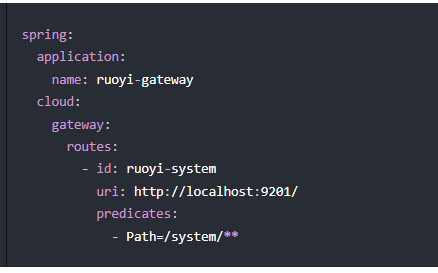 spring:
  application:
    name: ruoyi-gateway
  cloud:
    gateway:
      routes:
        - id: ruoyi-system
          uri: http://localhost:9201/
          predicates:
            - Path=/system/**